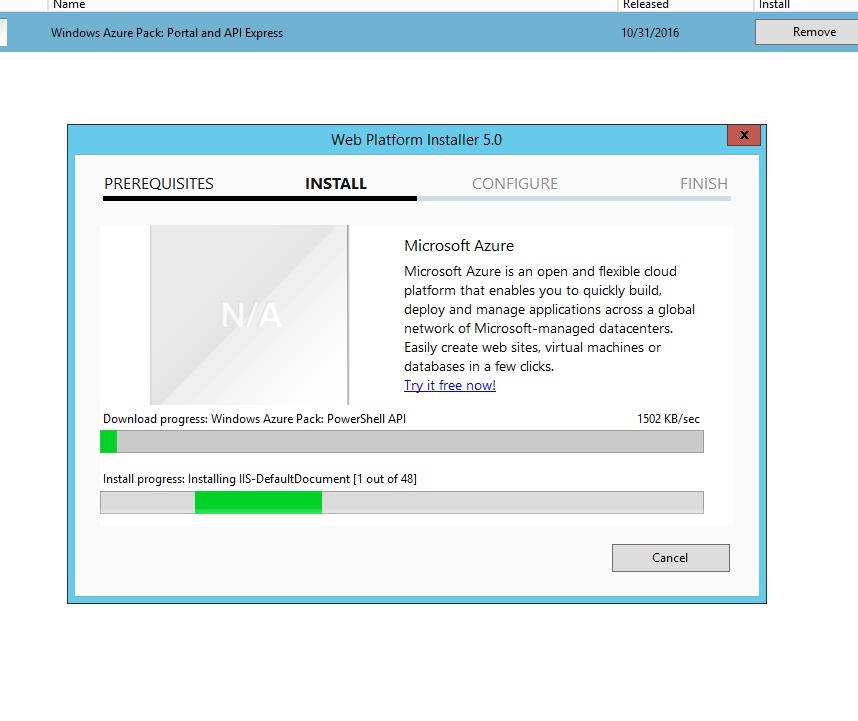 Name Released Install
Windows Azure Pack: Portal and API Express 10/31/2016 Remove
Web Platform Installer 5.0 x
PREREQUISITES INSTALL CONFIGURE FINISH
N/A
Microsoft Azure
Microsoft Azure is an open and flexible cloud
platform that enables you to quickly build,
deploy and manage applications across a global
network of Microsoft-managed datacenters.
Easily create web sites, virtual machines or
databases in a few clicks.
Try it free now!
Download progress: Windows Azure Pack: PowerShell API 1502 KB/sec
Install progress: Installing IIS-DefaultDocument [1 out of 48]
Cancel